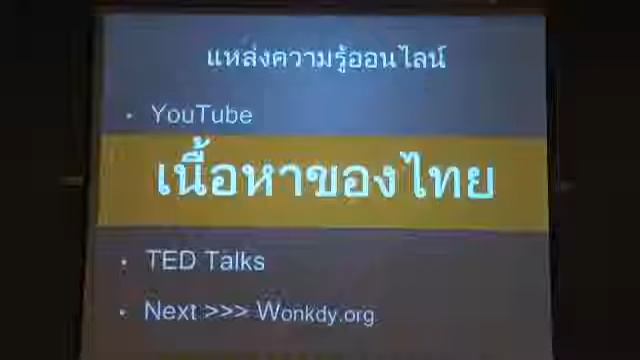 แหล่งความรู้ออนไลน์
• YouTube
เนื้อหาของไทย
• TED Talks
• Next >>> Wonkdy.org